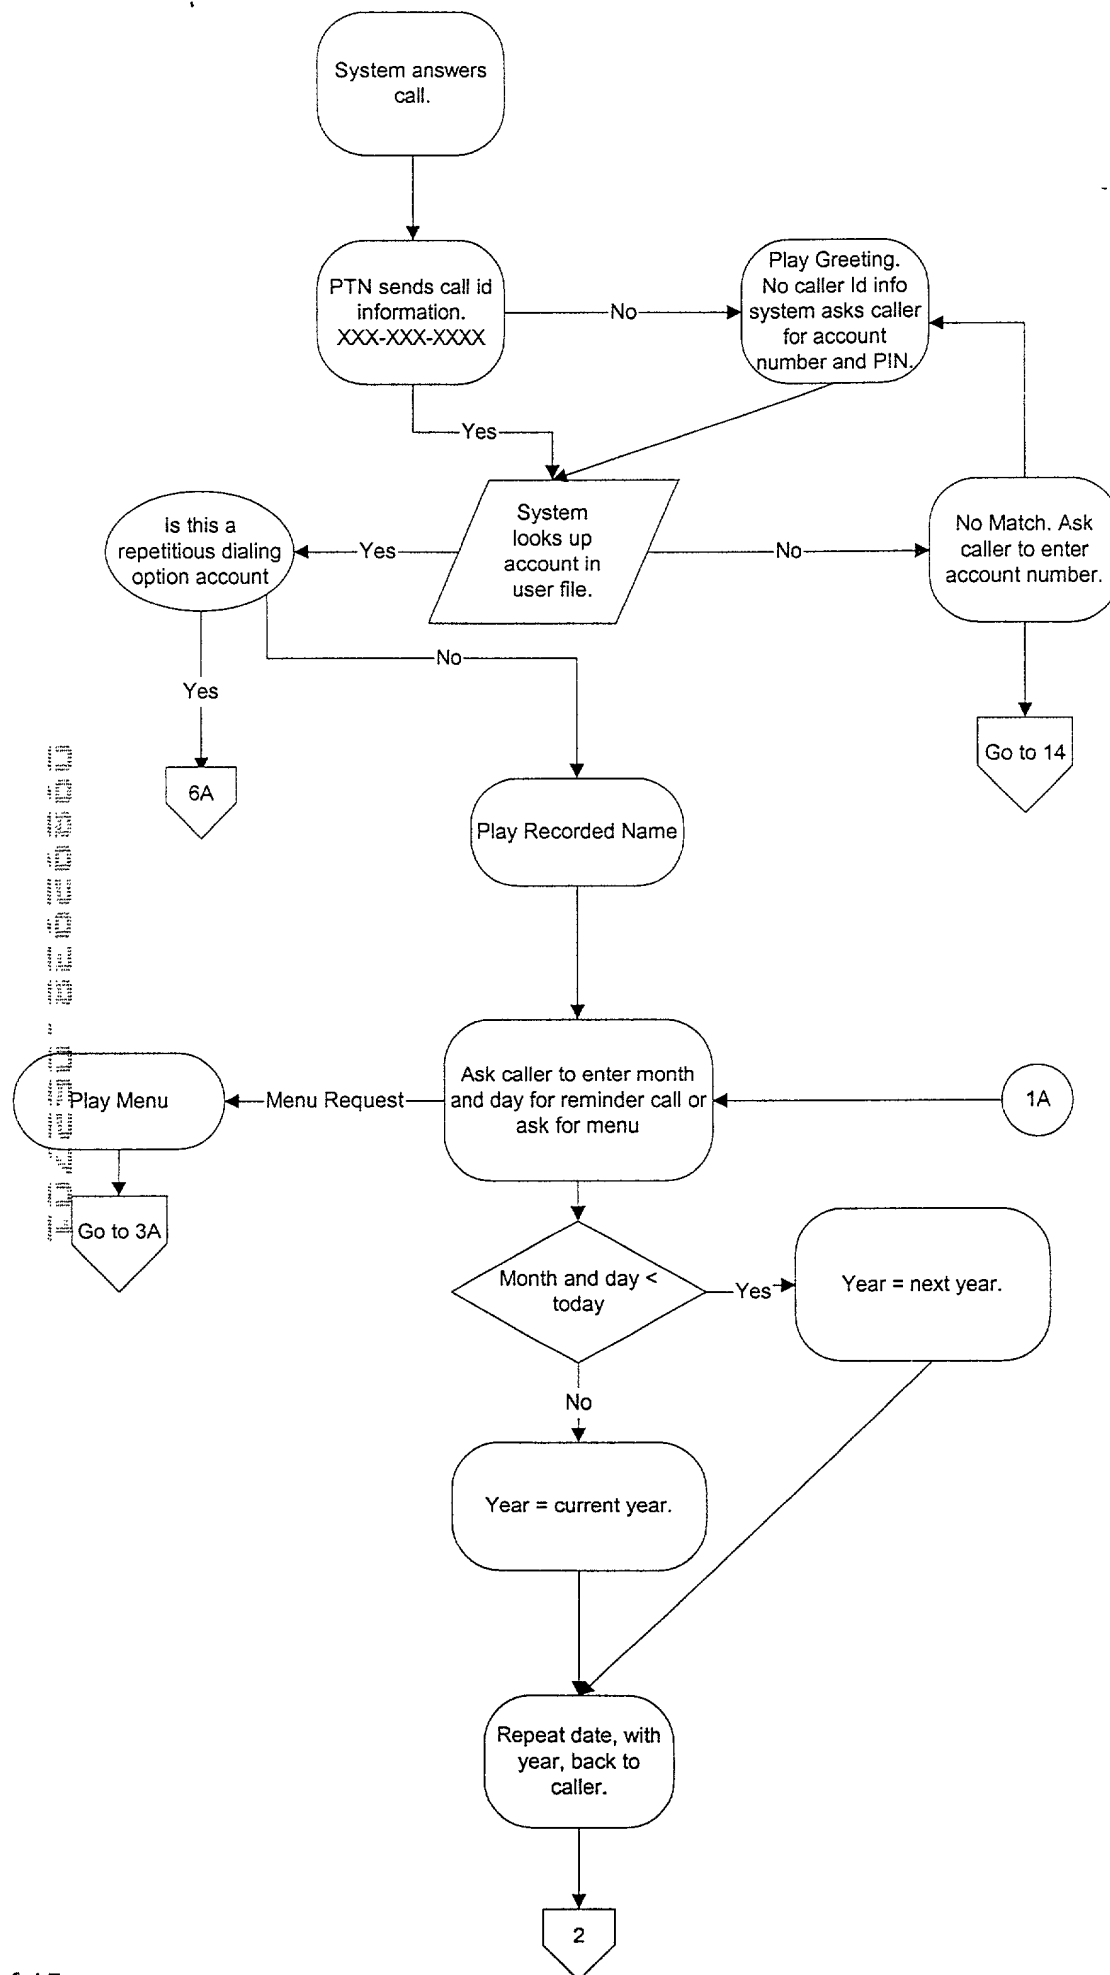 System answers
call.
PTN sends call id
information.
XXX-XXX-XXXX
No
Play Greeting.
No caller Id info
system asks caller
for account
number and PIN.
Yes
System
looks up
account in
user file.
Yes
Is this a
repetitious dialing
option account
No
No Match. Ask
caller to enter
account number.
No
Yes
Go to 14
6A
Play Recorded Name
Ask caller to enter month
and day for reminder call or
ask for menu
Menu Request
Play Menu
1A
Go to 3A
Month and day <
today
Yes
Year = next year.
No
Year = current year.
Repeat date, with
year, back to
caller.
2